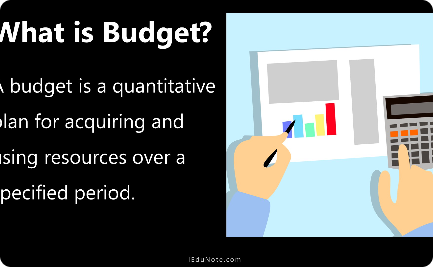 What is Budget?
A budget is a quantitative
plan for acquiring and
using resources over a
specified period.
iEduNote.com